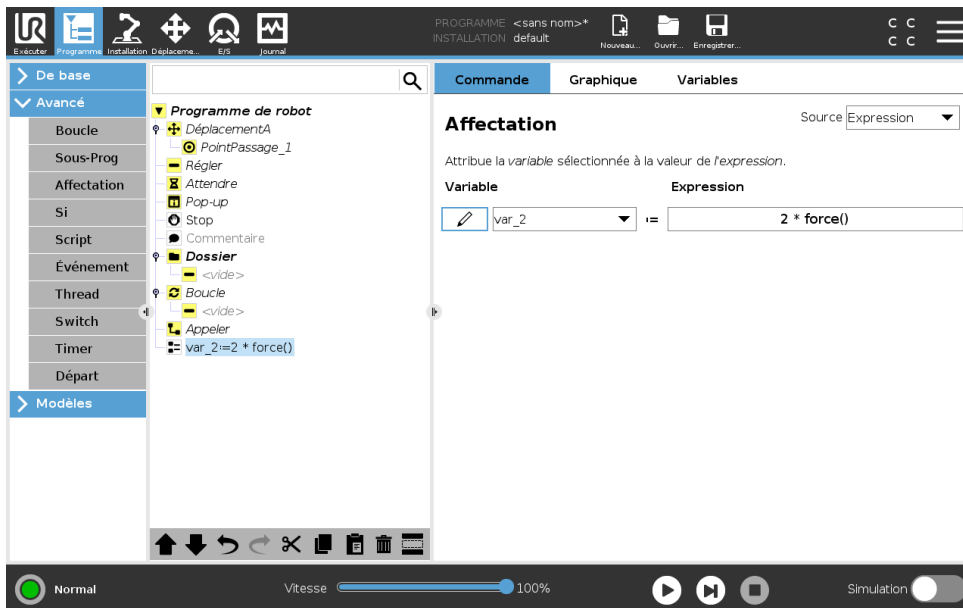 UR
PROGRAMME <sans nom>*
INSTALLATION default
Exécuter
Programme
Installation
Déplaceme...
E/S
Journal
Nouveau...
Ouvrir...
Enregistrer...
C C
C C
De base
Avancé
Boucle
Sous-Prog
Affectation
Si
Script
Événement
Thread
Switch
Timer
Départ
Modèles
Programme de robot
DéplacementA
PointPassage_1
Régler
Attendre
Pop-up
Stop
Commentaire
Dossier
<vide>
Boucle
<vide>
Appeler
var_2:=2 * force()
Commande
Graphique
Variables
Affectation
Source Expression
Attribue la variable sélectionnée à la valeur de l'expression.
Variable
Expression
var_2 := 2 * force()
Normal
Vitesse 100%
Simulation